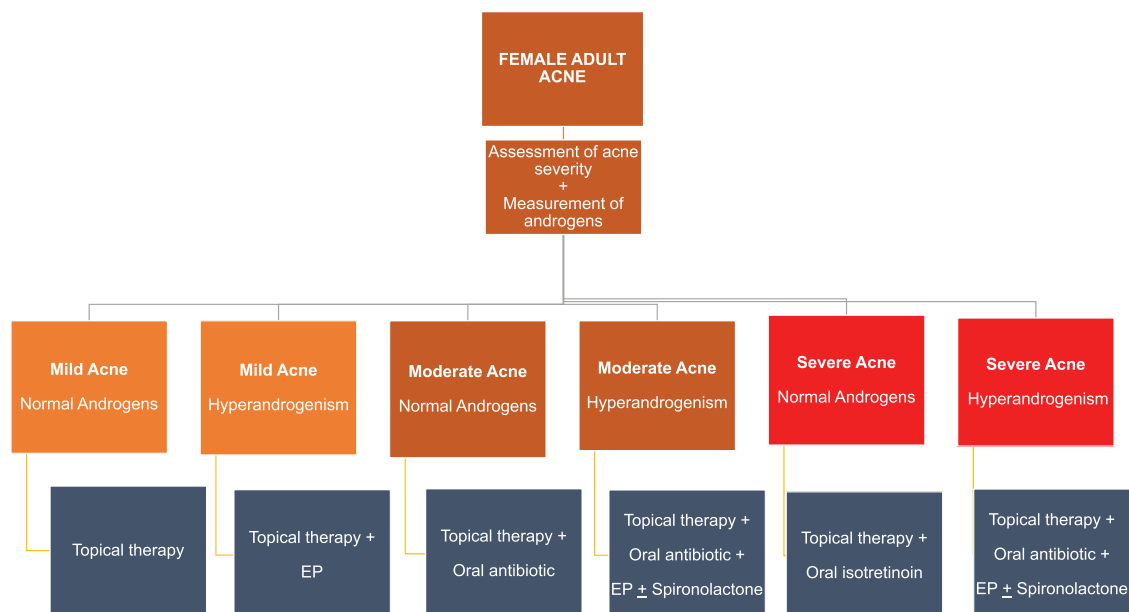 FEMALE ADULT
ACNE
Assessment of acne
severity
+
Measurement of
androgens
Mild Acne
Normal Androgens
Mild Acne
Hyperandrogenism
Moderate Acne
Normal Androgens
Moderate Acne
Hyperandrogenism
Severe Acne
Normal Androgens
Severe Acne
Hyperandrogenism
Topical therapy
Topical therapy +
EP
Topical therapy +
Oral antibiotic
Topical therapy +
Oral antibiotic +
EP ± Spironolactone
Topical therapy +
Oral isotretinoin
Topical therapy +
Oral antibiotic +
EP ± Spironolactone